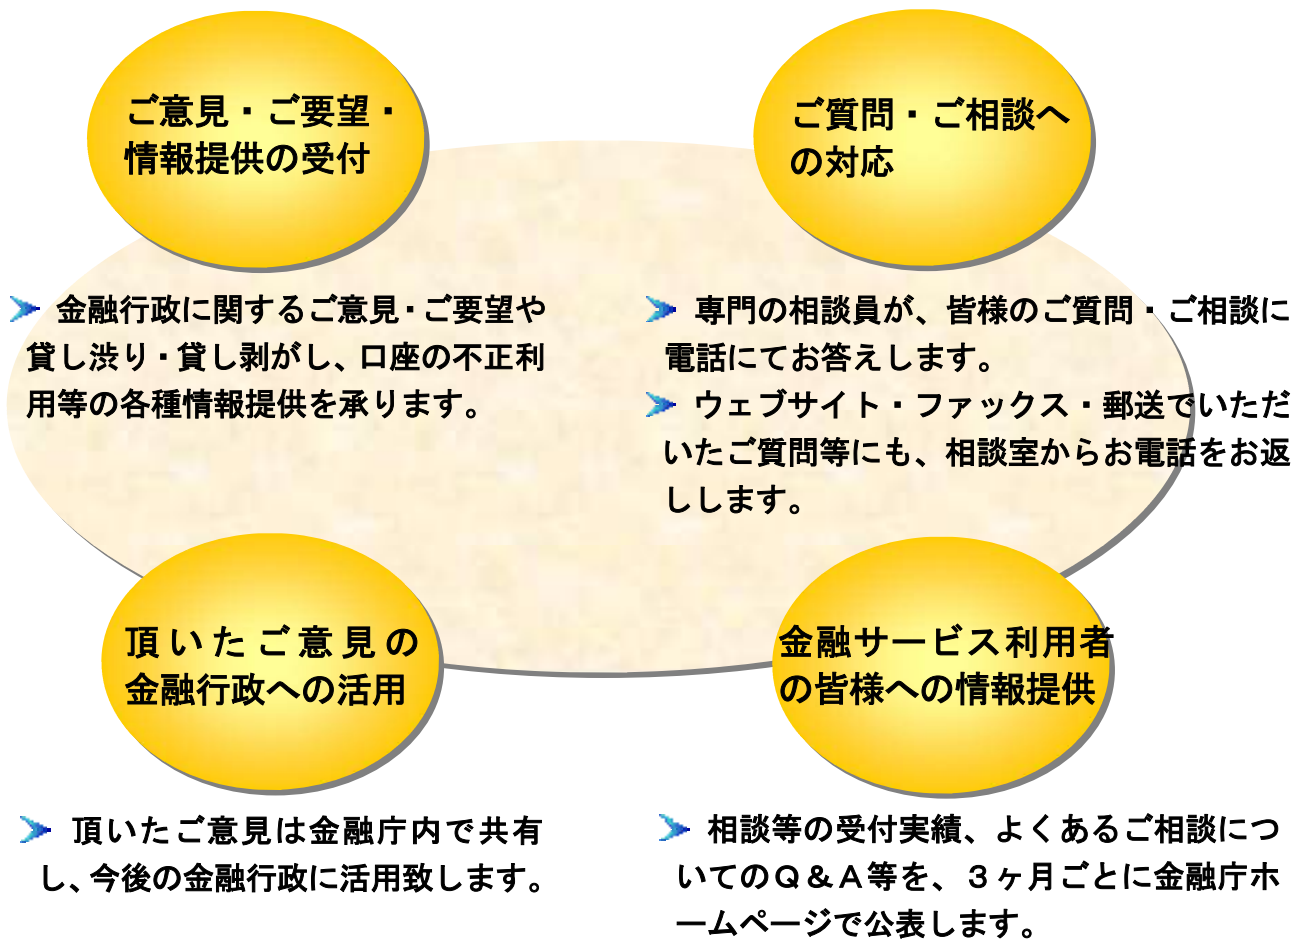 ご意見・ご要望・
情報提供の受付
金融行政に関するご意見・ご要望や
貸し渋り・貸し剥がし、口座の不正利
用等の各種情報提供を承ります。
ご質問・ご相談へ
の対応
専門の相談員が、皆様のご質問・ご相談に
電話にてお答えします。
ウェブサイト・ファックス・郵送でいただ
いたご質問等にも、相談室からお電話をお返
しします。
頂いたご意見の
金融行政への活用
頂いたご意見は金融庁内で共有
し、今後の金融行政に活用致します。
金融サービス利用者
の皆様への情報提供
相談等の受付実績、よくあるご相談につ
いてのＱ＆Ａ等を、３ヶ月ごとに金融庁ホ
ームページで公表します。